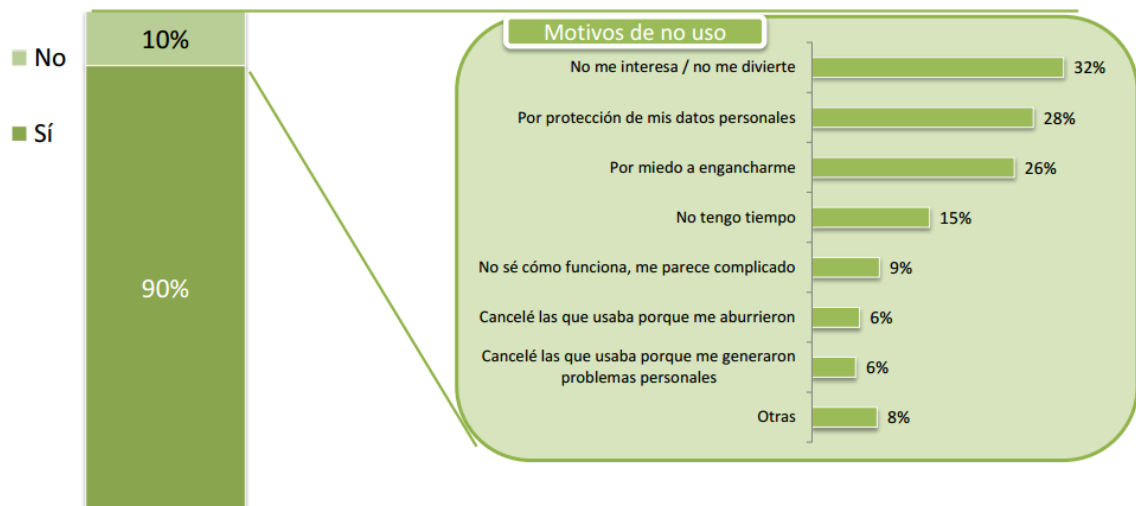 No
Sí
10%
90%
Motivos de no uso
No me interesa / no me divierte 32%
Por protección de mis datos personales 28%
Por miedo a engancharme 26%
No tengo tiempo 15%
No sé cómo funciona, me parece complicado 9%
Cancelé las que usaba porque me aburrieron 6%
Cancelé las que usaba porque me generaron
problemas personales 6%
Otras 8%